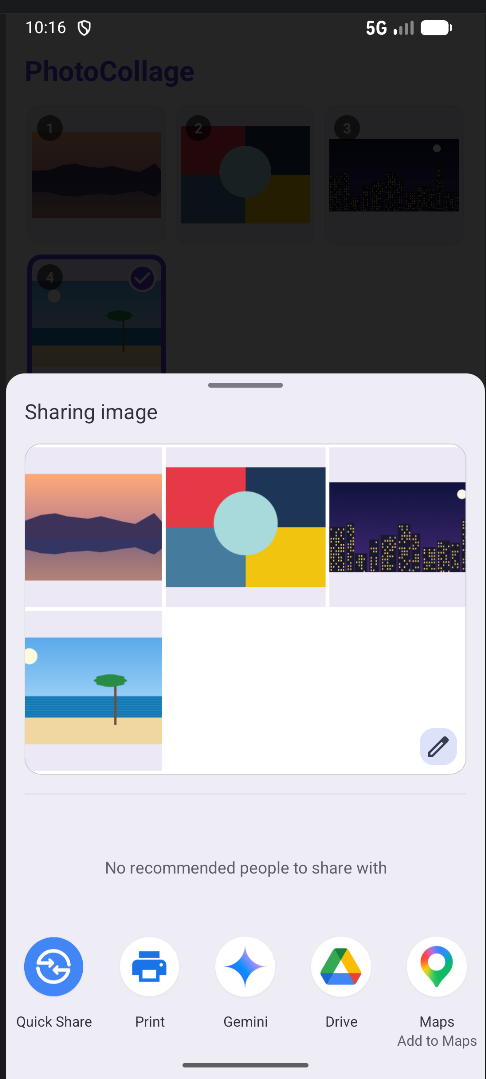 10:16
5G
PhotoCollage
1
2
3
4
Sharing image
No recommended people to share with
Quick Share
Print
Gemini
Drive
Maps
Add to Maps